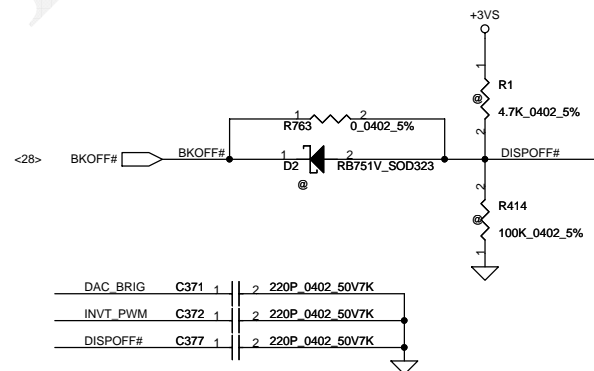 +3VS
1
R1
@
4.7K_0402_5%
2
1 2
R763 0_0402_5%
<28> BKOFF# BKOFF# 1 2 DISPOFF#
D2 RB751V_SOD323
@
2
R414
@
100K_0402_5%
1
DAC_BRIG C371 1 2 220P_0402_50V7K
INVT_PWM C372 1 2 220P_0402_50V7K
DISPOFF# C377 1 2 220P_0402_50V7K